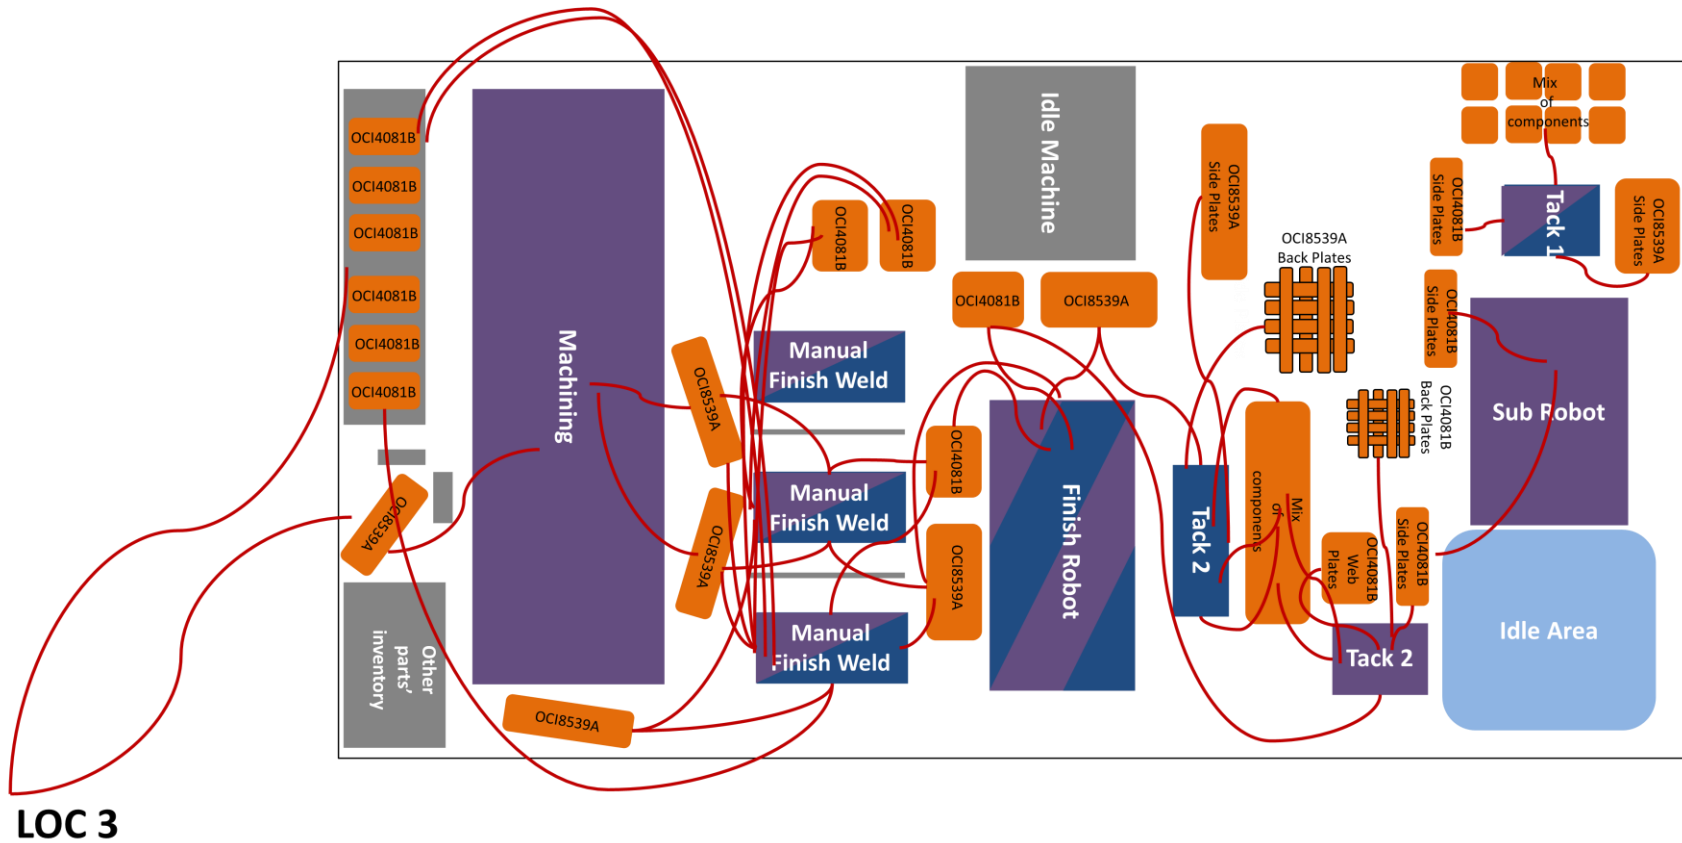 OCI4081B
OCI4081B
OCI4081B
OCI4081B
OCI4081B
OCI4081B
OCI8539A
Other
parts'
inventory
LOC 3
Machining
OCI8539A
OCI8539A
OCI8539A
OCI4081B
OCI4081B
Manual
Finish Weld
Manual
Finish Weld
Manual
Finish Weld
OCI4081B
OCI8539A
Idle Machine
OCI4081B
OCI8539A
Finish Robot
OCI8539A
Side Plates
OCI8539A
Back Plates
Tack 2
Mix
of
components
OCI4081B
Back Plates
OCI4081B
Web
Plates
OCI4081B
Side Plates
Tack 2
Mix
of
components
OCI4081B
Side Plates
Tack 1
OCI8539A
Side Plates
OCI4081B
Side Plates
Sub Robot
Idle Area